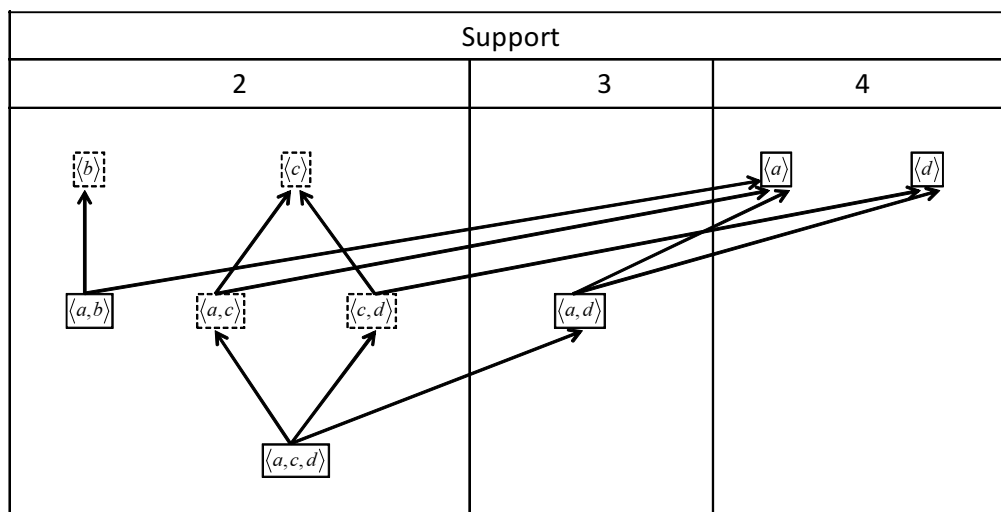 Support
2 3 4
⟨b⟩ ⟨c⟩ ⟨a⟩ ⟨d⟩
⟨a,b⟩ ⟨a,c⟩ ⟨c,d⟩ ⟨a,d⟩
⟨a,c,d⟩